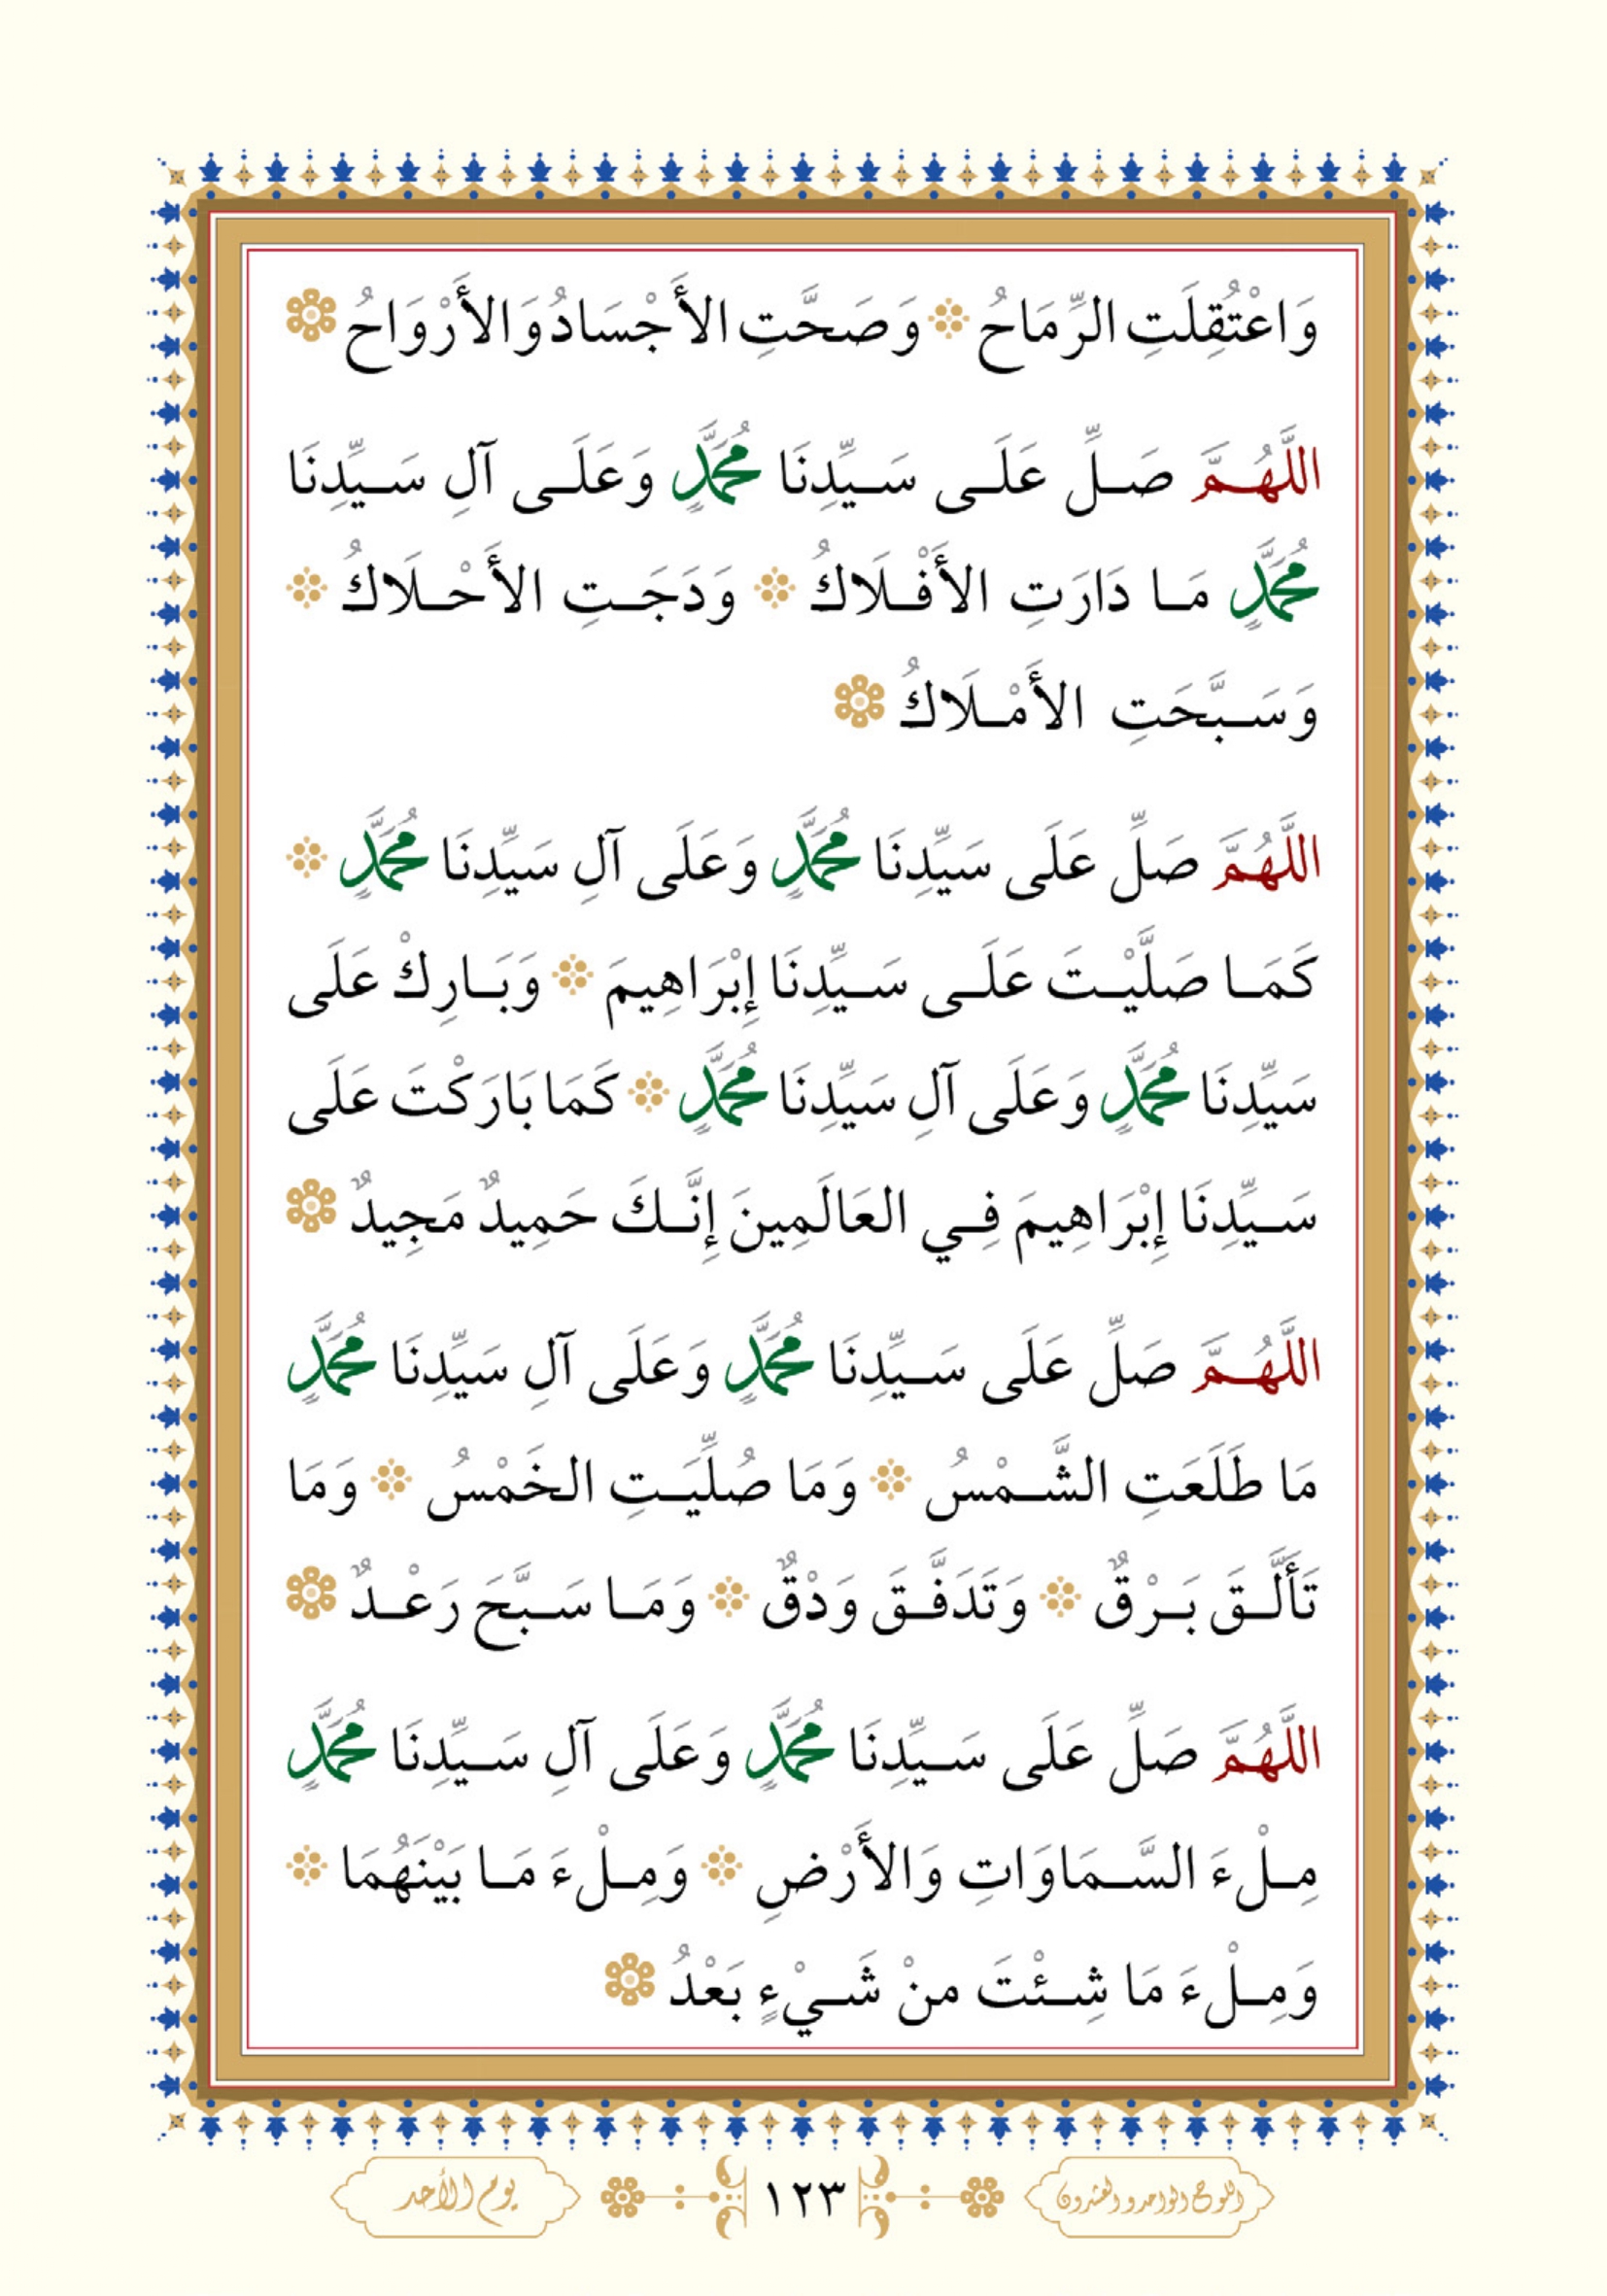 وَاعْتُقِلَتِ الرِّمَاحُ وَصَحَّتِ الأَجْسَادُ وَالأَرْوَاحُ
اللَّهُمَّ صَلِّ عَلَى سَيِّدِنَا مُحَمَّدٍ وَعَلَى آلِ سَيِّدِنَا
مُحَمَّدٍ مَا دَارَتِ الأَفْلَاكُ وَدَجَتِ الأَحْلَاكُ
وَسَبَّحَتِ الأَمْلَاكُ
اللَّهُمَّ صَلِّ عَلَى سَيِّدِنَا مُحَمَّدٍ وَعَلَى آلِ سَيِّدِنَا مُحَمَّدٍ
كَمَا صَلَّيْتَ عَلَى سَيِّدِنَا إِبْرَاهِيمَ وَبَارِكْ عَلَى
سَيِّدِنَا مُحَمَّدٍ وَعَلَى آلِ سَيِّدِنَا مُحَمَّدٍ كَمَا بَارَكْتَ عَلَى
سَيِّدِنَا إِبْرَاهِيمَ فِي العَالَمِينَ إِنَّكَ حَمِيدٌ مَجِيدٌ
اللَّهُمَّ صَلِّ عَلَى سَيِّدِنَا مُحَمَّدٍ وَعَلَى آلِ سَيِّدِنَا مُحَمَّدٍ
مَا طَلَعَتِ الشَّمْسُ وَمَا صُلِّيَتِ الخَمْسُ وَمَا
تَأَلَّقَ بَرْقٌ وَتَدَفَّقَ وَدْقٌ وَمَا سَبَّحَ رَعْدٌ
اللَّهُمَّ صَلِّ عَلَى سَيِّدِنَا مُحَمَّدٍ وَعَلَى آلِ سَيِّدِنَا مُحَمَّدٍ
مِلْءَ السَّمَاوَاتِ وَالأَرْضِ وَمِلْءَ مَا بَيْنَهُمَا
وَمِلْءَ مَا شِئْتَ مِنْ شَيْءٍ بَعْدُ
اللوح الواحد والعشرون ١٢٣ يوم الأحد